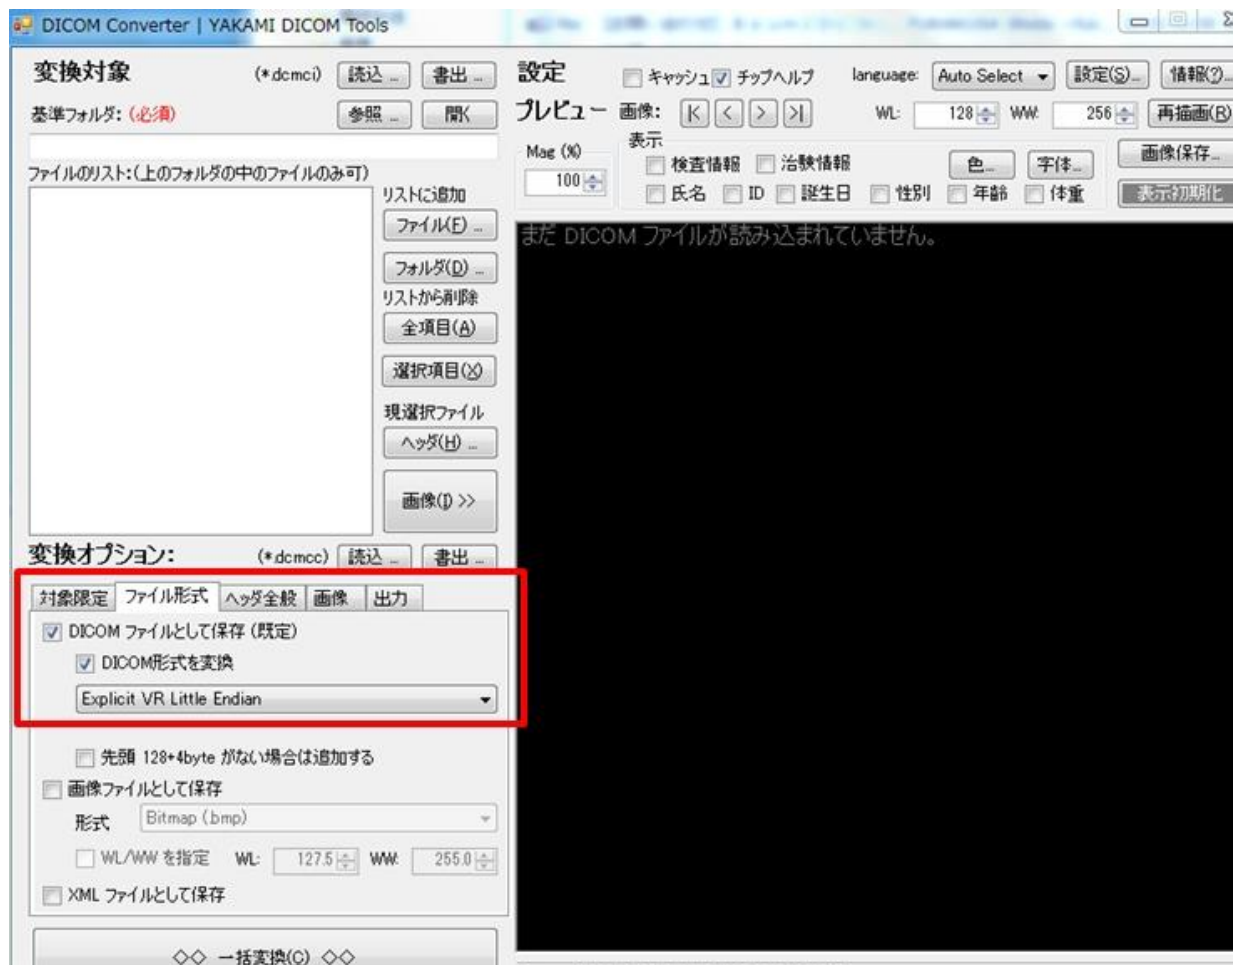 DICOM Converter | YAKAMI DICOM Tools
変換対象 (*.dcmci) 読込 ... 書出 ...
基準フォルダ: (必須) 参照 ... 開く
ファイルのリスト:(上のフォルダの中のファイルのみ可)
リストに追加
ファイル(F) ...
フォルダ(D) ...
リストから削除
全項目(A)
選択項目(X)
現選択ファイル
ヘッダ(H) ...
画像(I) >>
変換オプション: (*.dcmcc) 読込 ... 書出 ...
対象限定 ファイル形式 ヘッダ全般 画像 出力
DICOM ファイルとして保存 (既定)
DICOM形式を変換
Explicit VR Little Endian
先頭 128+4byte がない場合は追加する
画像ファイルとして保存
形式 Bitmap (.bmp)
WL/WW を指定 WL: 127.5 WW: 255.0
XML ファイルとして保存
◇◇ 一括変換(C) ◇◇
設定 キャッシュ チップヘルプ language: Auto Select 設定(S)... 情報(?)...
プレビュー 画像: |< < > >| WL: 128 WW: 256 再描画(R)
Mag (%) 100
表示
検査情報 治験情報 色... 字体... 画像保存...
氏名 ID 誕生日 性別 年齢 体重 表示初期化
まだ DICOM ファイルが読み込まれていません。